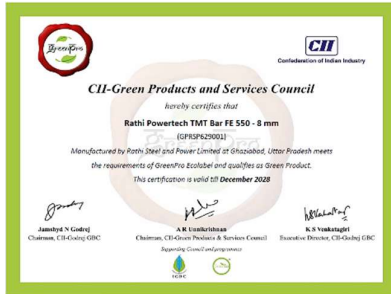 GreenPro
CII
Confederation of Indian Industry
CII-Green Products and Services Council
hereby certifies that
Rathi Powertech TMT Bar FE 550 - 8 mm
(GPRSP629001)
Manufactured by Rathi Steel and Power Limited at Ghaziabad, Uttar Pradesh meets
the requirements of GreenPro Ecolabel and qualifies as Green Product.
This certification is valid till December 2028
Jamshyd N Godrej
Chairman, CII-Godrej GBC
A R Unnikrishnan
Chairman, CII-Green Products & Services Council
K S Venkatagiri
Executive Director, CII-Godrej GBC
Supporting Council and programmes
IGBC